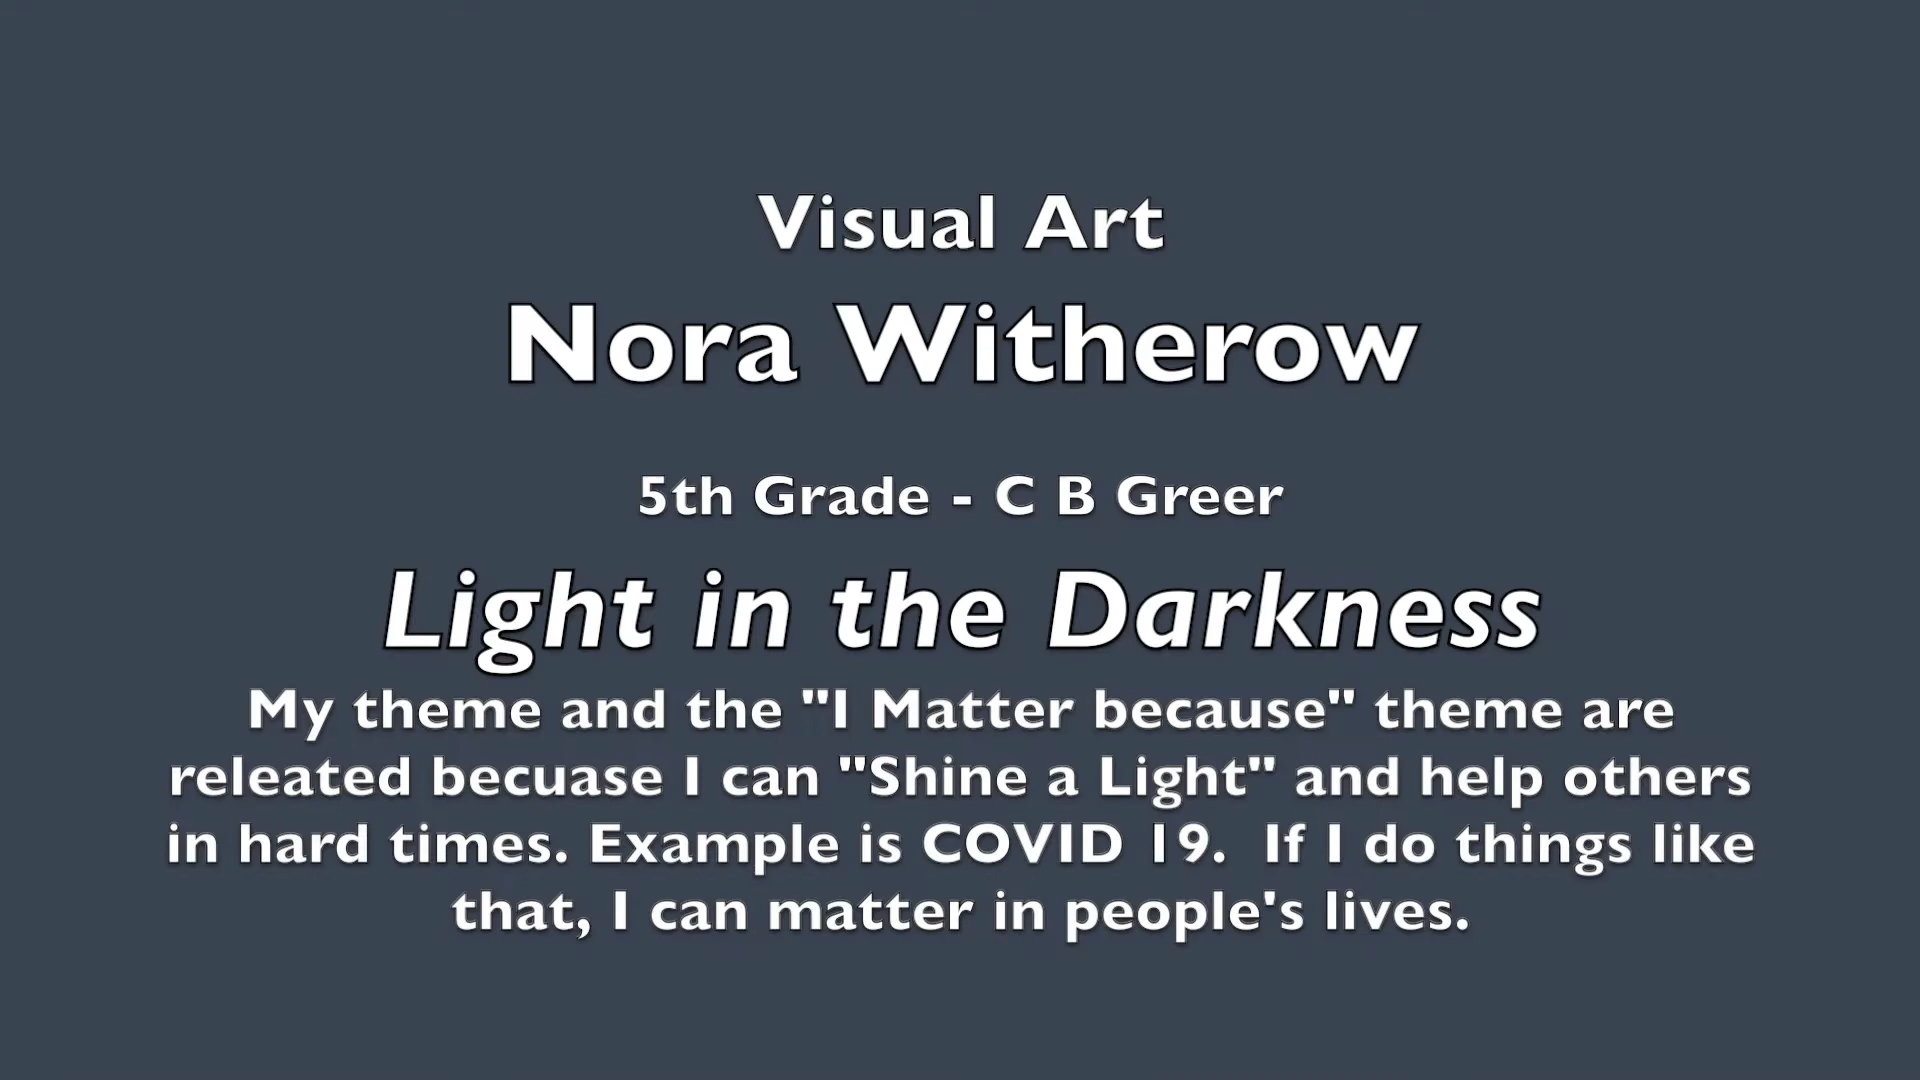 Visual Art
Nora Witherow
5th Grade - C B Greer
Light in the Darkness
My theme and the "I Matter because" theme are
releated becuase I can "Shine a Light" and help others
in hard times. Example is COVID 19.  If I do things like
that, I can matter in people's lives.